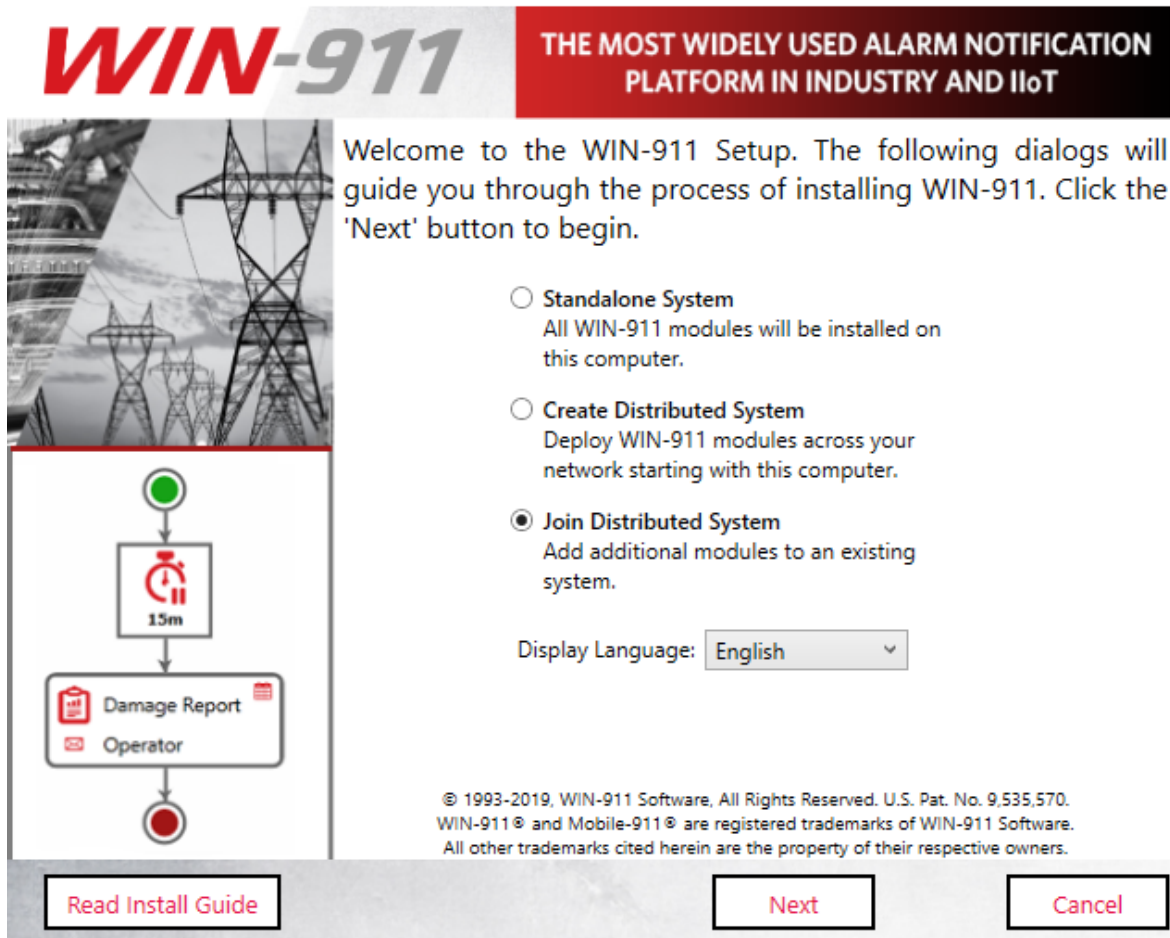 WIN-911
THE MOST WIDELY USED ALARM NOTIFICATION
PLATFORM IN INDUSTRY AND IIoT
Welcome to the WIN-911 Setup. The following dialogs will
guide you through the process of installing WIN-911. Click the
'Next' button to begin.
Standalone System
All WIN-911 modules will be installed on
this computer.
Create Distributed System
Deploy WIN-911 modules across your
network starting with this computer.
Join Distributed System
Add additional modules to an existing
system.
Display Language: English
15m
Damage Report
Operator
© 1993-2019, WIN-911 Software, All Rights Reserved. U.S. Pat. No. 9,535,570.
WIN-911® and Mobile-911® are registered trademarks of WIN-911 Software.
All other trademarks cited herein are the property of their respective owners.
Read Install Guide
Next
Cancel